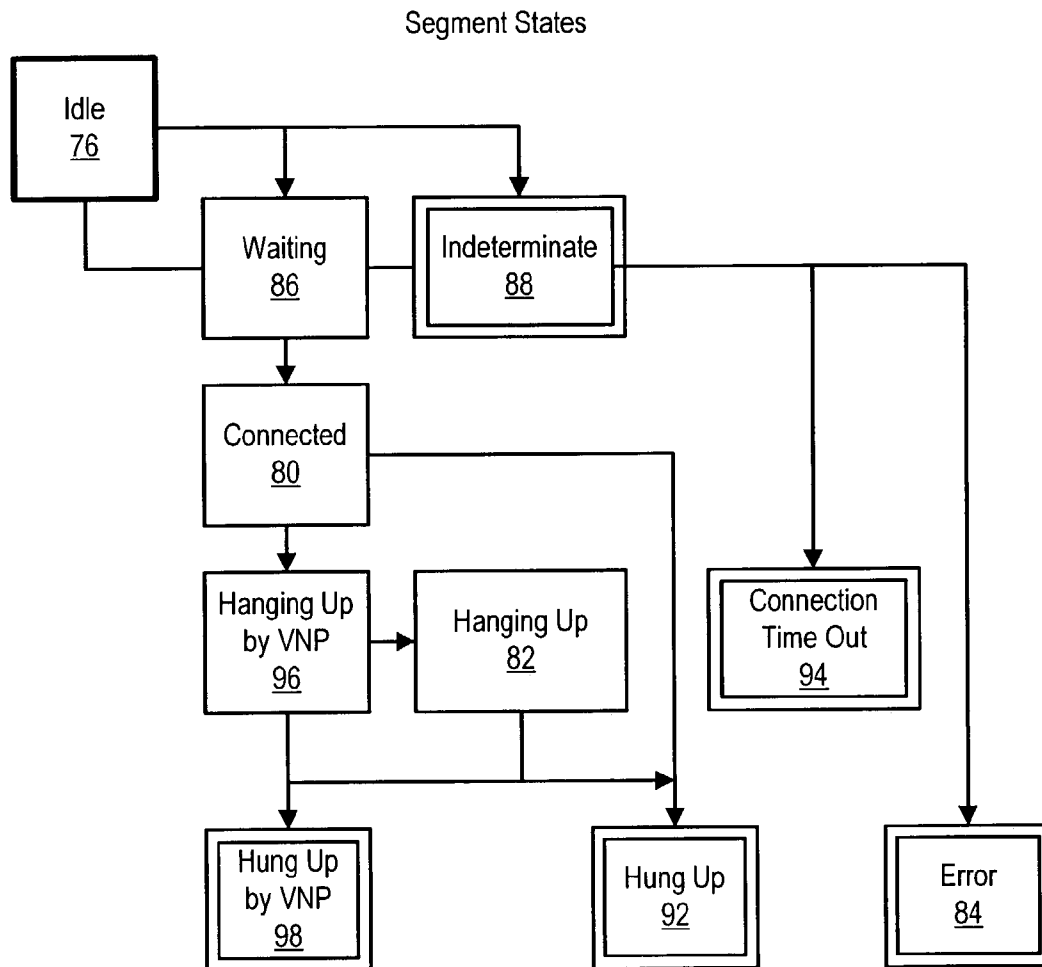 Segment States
Idle
76
Waiting
86
Indeterminate
88
Connected
80
Hanging Up
by VNP
96
Hanging Up
82
Connection
Time Out
94
Hung Up
by VNP
98
Hung Up
92
Error
84